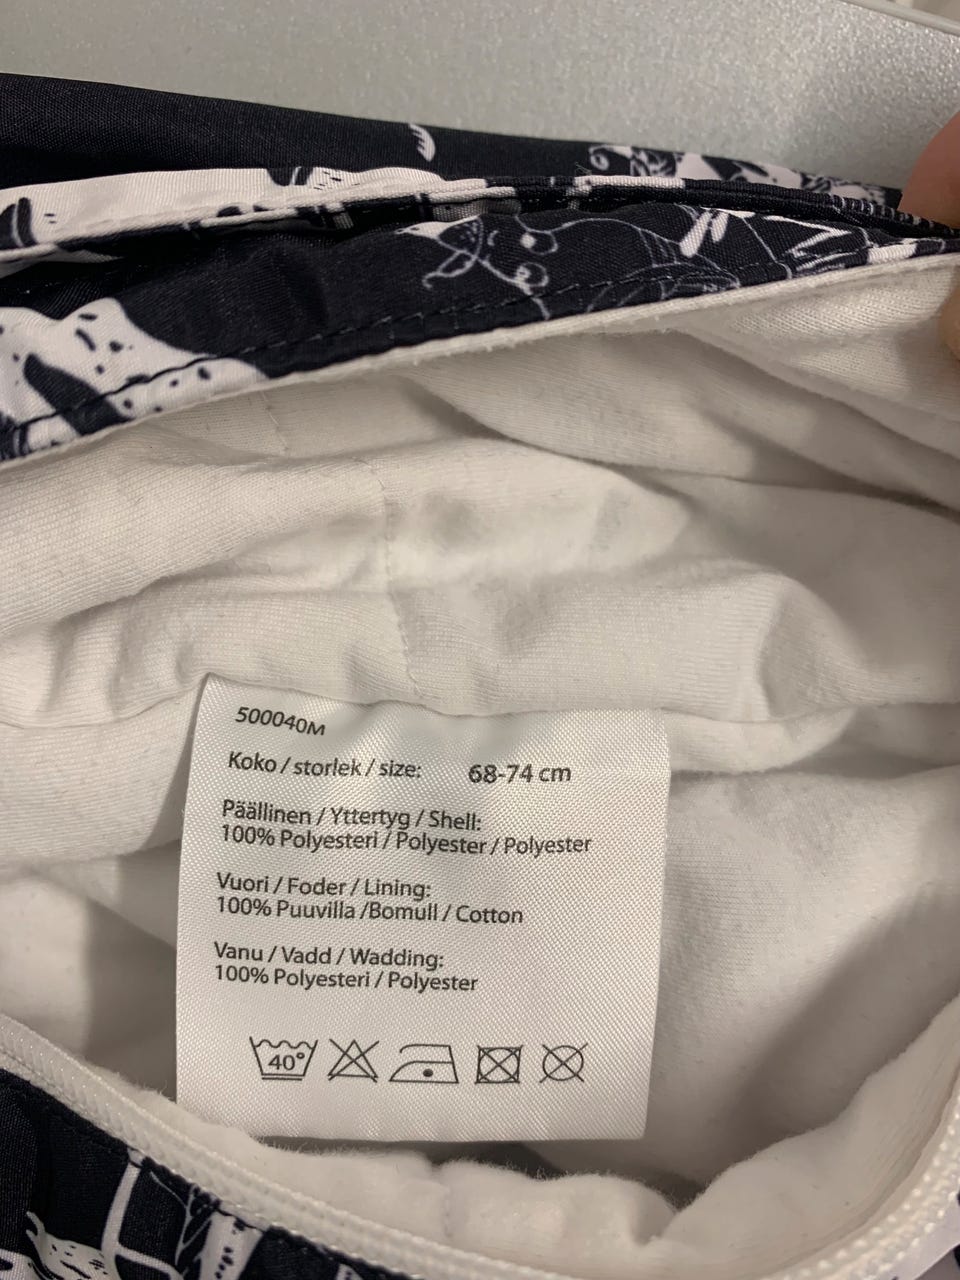 500040M
Koko / storlek / size: 68-74 cm
Päällinen / Yttertyg / Shell:
100% Polyesteri / Polyester / Polyester
Vuori / Foder / Lining:
100% Puuvilla /Bomull / Cotton
Vanu / Vadd / Wadding:
100% Polyesteri / Polyester
40°